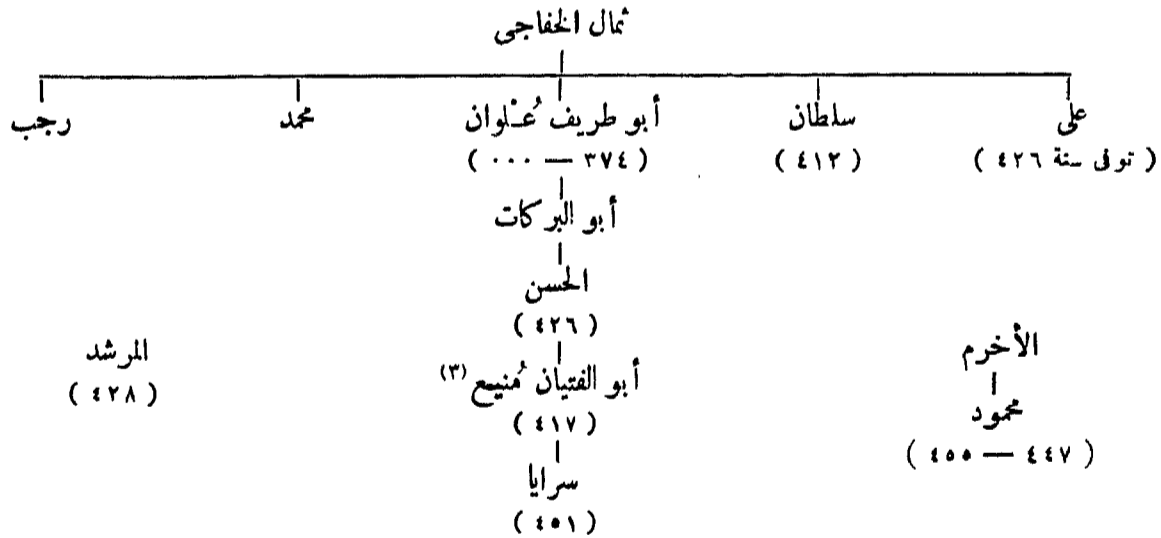 ثمال الخفاجى
على سلطان أبو طريف عُلوان محمد رجب
( توفى سنة ٤٢٦ ) ( ٤١٢ ) ( ٣٧٤ — ٠٠٠ )
أبو البركات
الحسن
( ٤٢٦ )
الأخرم المرشد
أبو الفتيان مُنيع (٣)
( ٤٢٨ )
محمود
( ٤١٧ )
( ٤٤٧ — ٤٥٥ )
سرايا
( ٤٥١ )